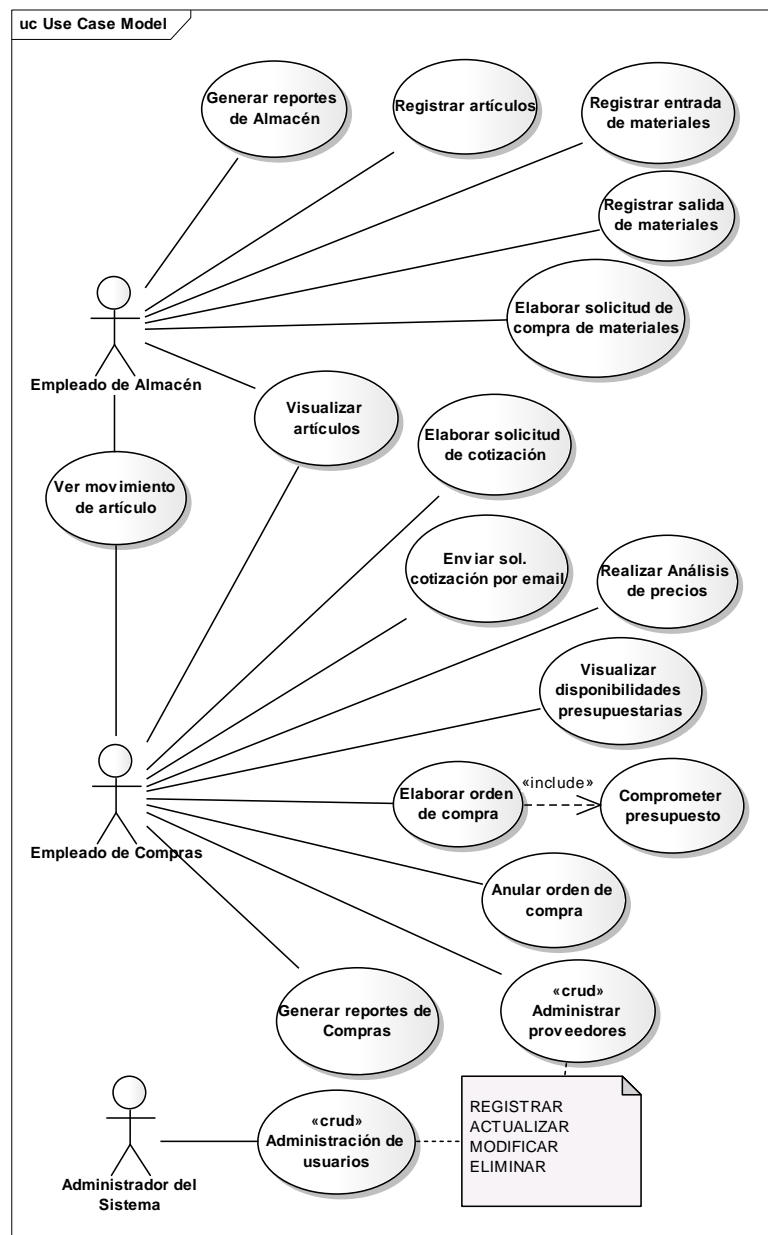 uc Use Case Model
Generar reportes
de Almacén
Registrar artículos
Registrar entrada
de materiales
Registrar salida
de materiales
Elaborar solicitud de
compra de materiales
Empleado de Almacén
Visualizar
artículos
Elaborar solicitud
de cotización
Ver movimiento
de artículo
Enviar sol.
cotización por email
Realizar Análisis
de precios
Visualizar
disponibilidades
presupuestarias
Elaborar orden
de compra
«include»
Comprometer
presupuesto
Empleado de Compras
Anular orden de
compra
Generar reportes de
Compras
«crud»
Administrar
proveedores
REGISTRAR
ACTUALIZAR
MODIFICAR
ELIMINAR
«crud»
Administración de
usuarios
Administrador del
Sistema